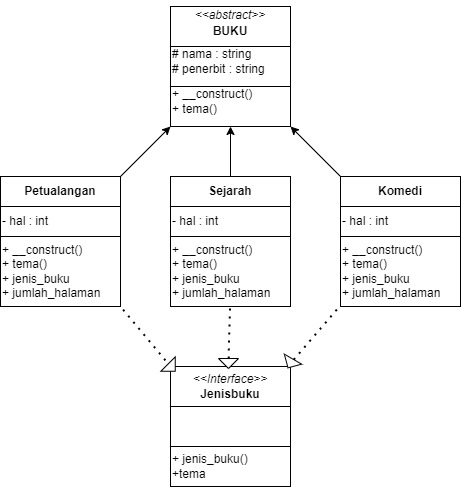 <<abstract>>
BUKU
# nama : string
# penerbit : string
+ __construct()
+ tema()
Petualangan
- hal : int
+ __construct()
+ tema()
+ jenis_buku
+ jumlah_halaman
Sejarah
- hal : int
+ __construct()
+ tema()
+ jenis_buku
+ jumlah_halaman
Komedi
- hal : int
+ __construct()
+ tema()
+ jenis_buku
+ jumlah_halaman
<<Interface>>
Jenisbuku
+ jenis_buku()
+tema